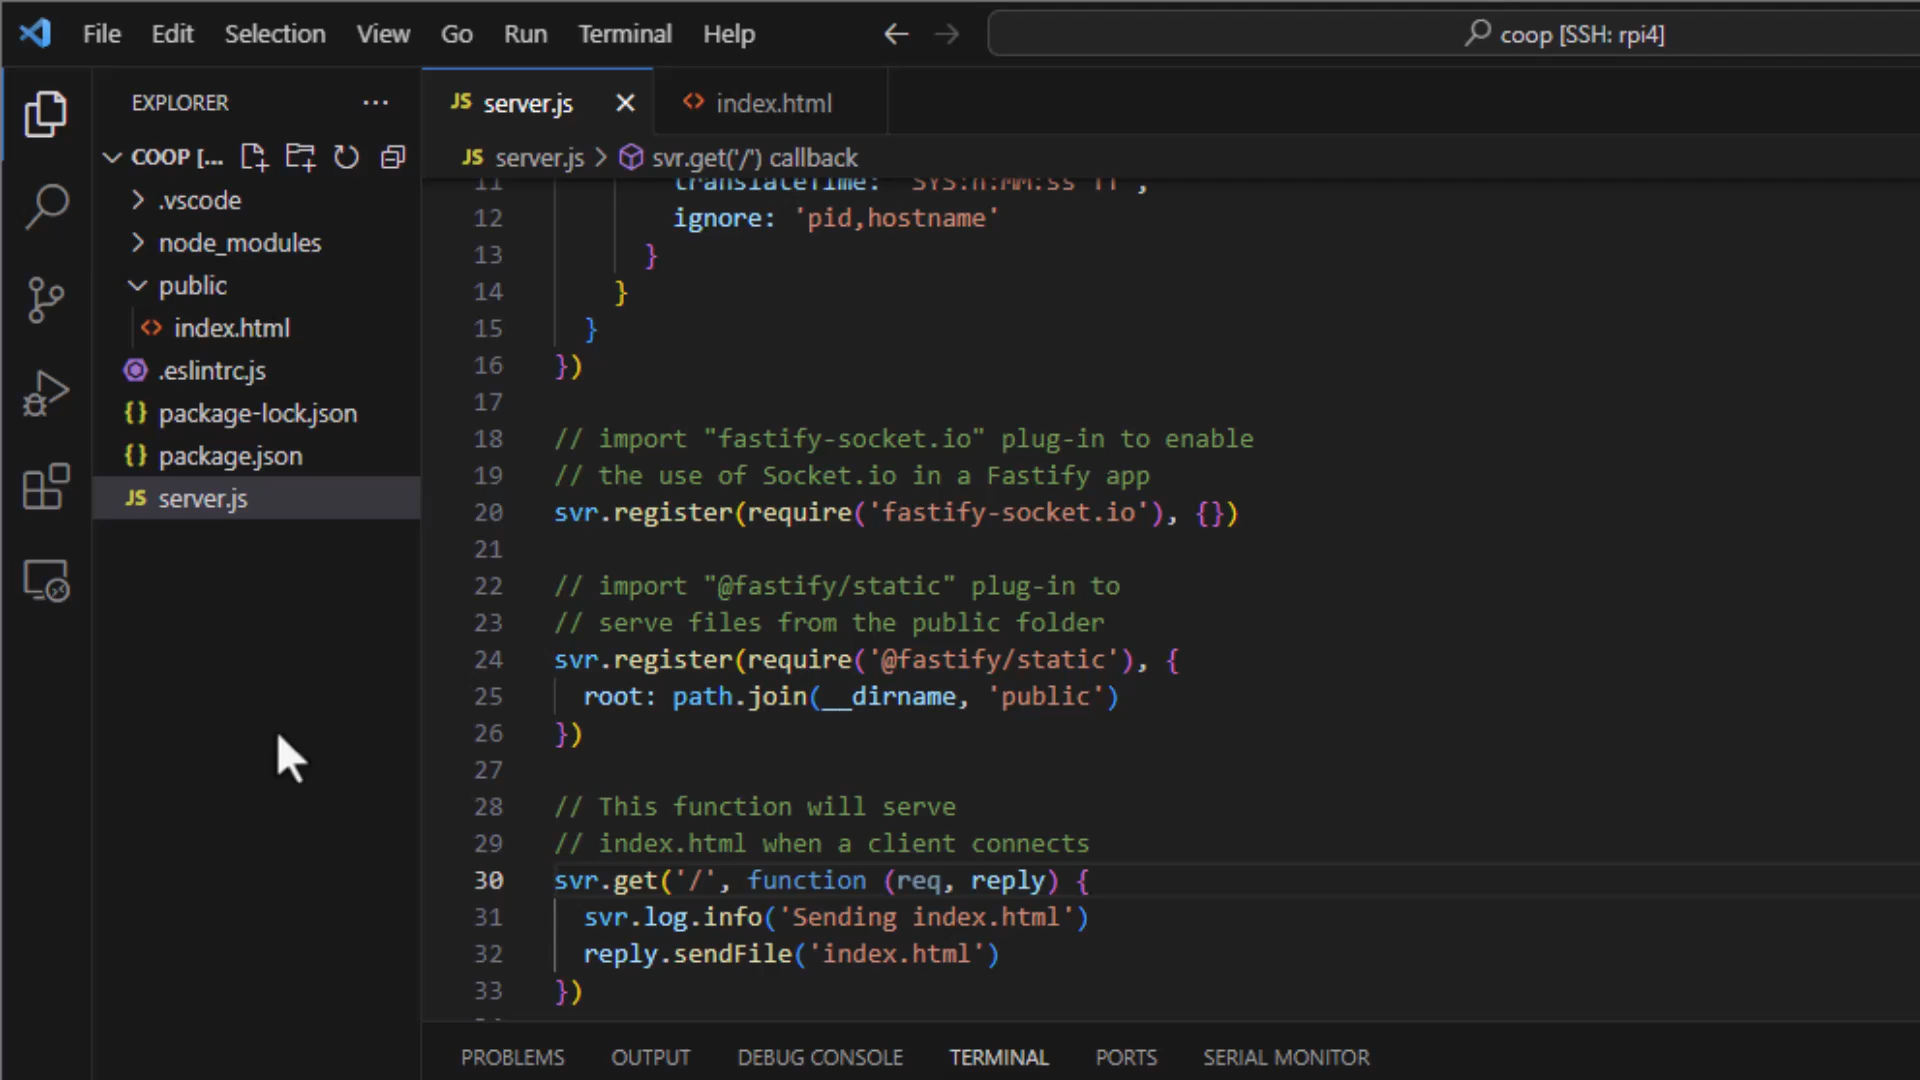 File Edit Selection View Go Run Terminal Help
coop [SSH: rpi4]
EXPLORER ...
COOP [...
.vscode
node_modules
public
<> index.html
.eslintrc.js
{} package-lock.json
{} package.json
JS server.js
JS server.js
<> index.html
JS server.js > svr.get('/') callback
11 translateTime: 'SYS:h:MM:ss TT',
12 ignore: 'pid,hostname'
13 }
14 }
15 }
16 })
17
18 // import "fastify-socket.io" plug-in to enable
19 // the use of Socket.io in a Fastify app
20 svr.register(require('fastify-socket.io'), {})
21
22 // import "@fastify/static" plug-in to
23 // serve files from the public folder
24 svr.register(require('@fastify/static'), {
25 root: path.join(__dirname, 'public')
26 })
27
28 // This function will serve
29 // index.html when a client connects
30 svr.get('/', function (req, reply) {
31 svr.log.info('Sending index.html')
32 reply.sendFile('index.html')
33 })
PROBLEMS OUTPUT DEBUG CONSOLE TERMINAL PORTS SERIAL MONITOR